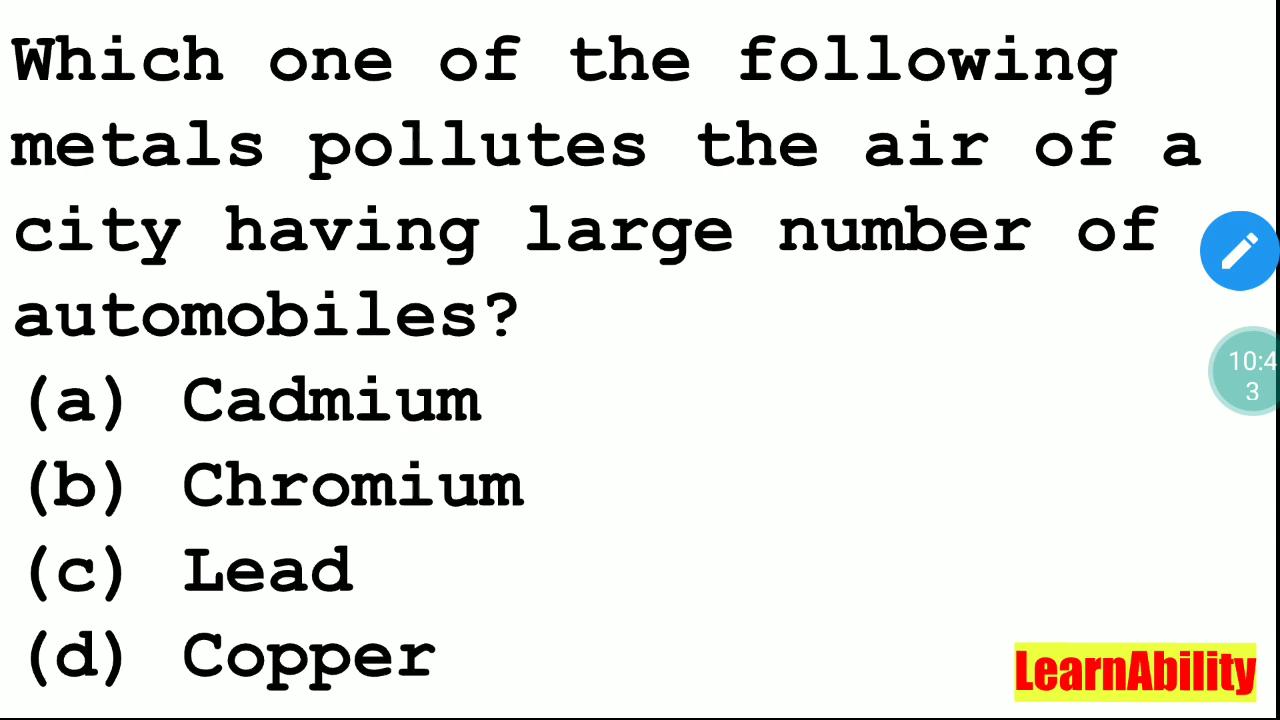 Which one of the following
metals pollutes the air of a
city having large number of
automobiles?
(a) Cadmium
(b) Chromium
(c) Lead
(d) Copper
10:4
3
LearnAbility